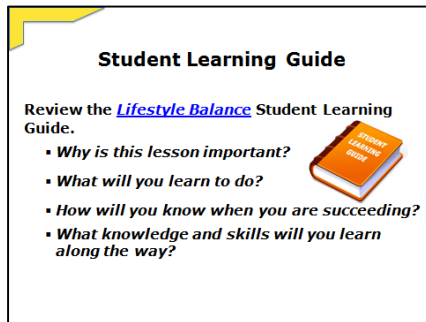 Student Learning Guide
Review the Lifestyle Balance Student Learning
Guide.
▪ Why is this lesson important?
STUDENT
LEARNING
GUIDE
▪ What will you learn to do?
▪ How will you know when you are succeeding?
▪ What knowledge and skills will you learn
along the way?